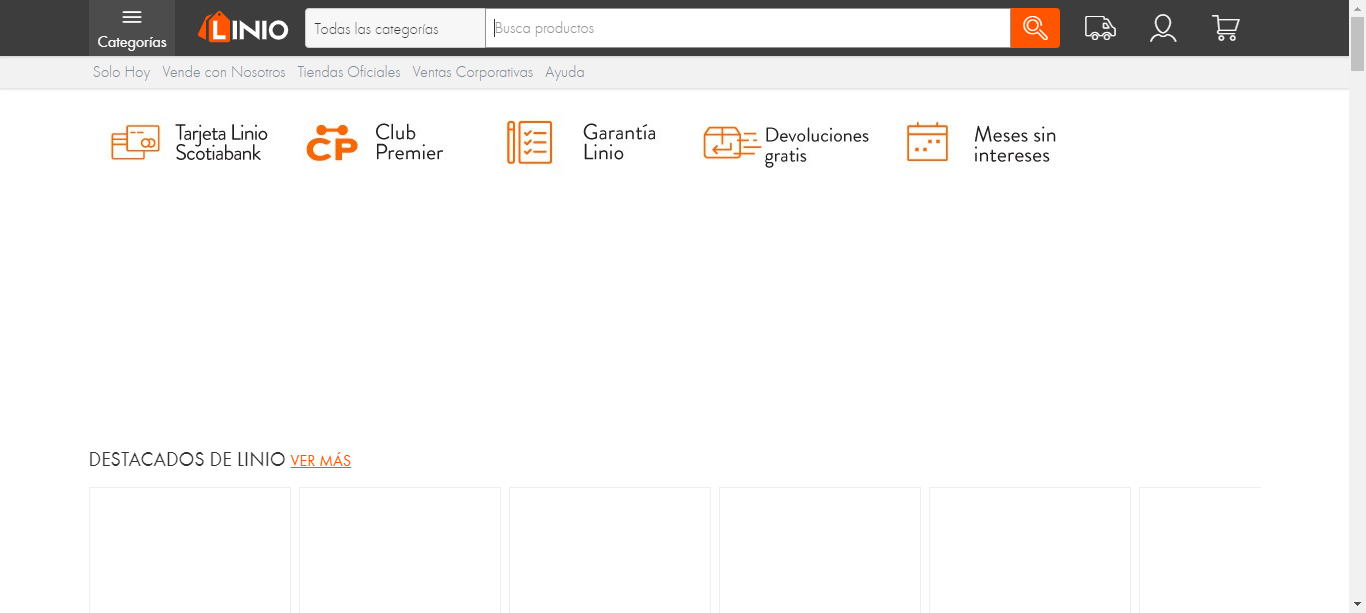 Categorías
LINIO
Todas las categorías
Busca productos
Solo Hoy
Vende con Nosotros
Tiendas Oficiales
Ventas Corporativas
Ayuda
Tarjeta Linio
Scotiabank
CP
Club
Premier
Garantía
Linio
Devoluciones
gratis
Meses sin
intereses
DESTACADOS DE LINIO VER MÁS